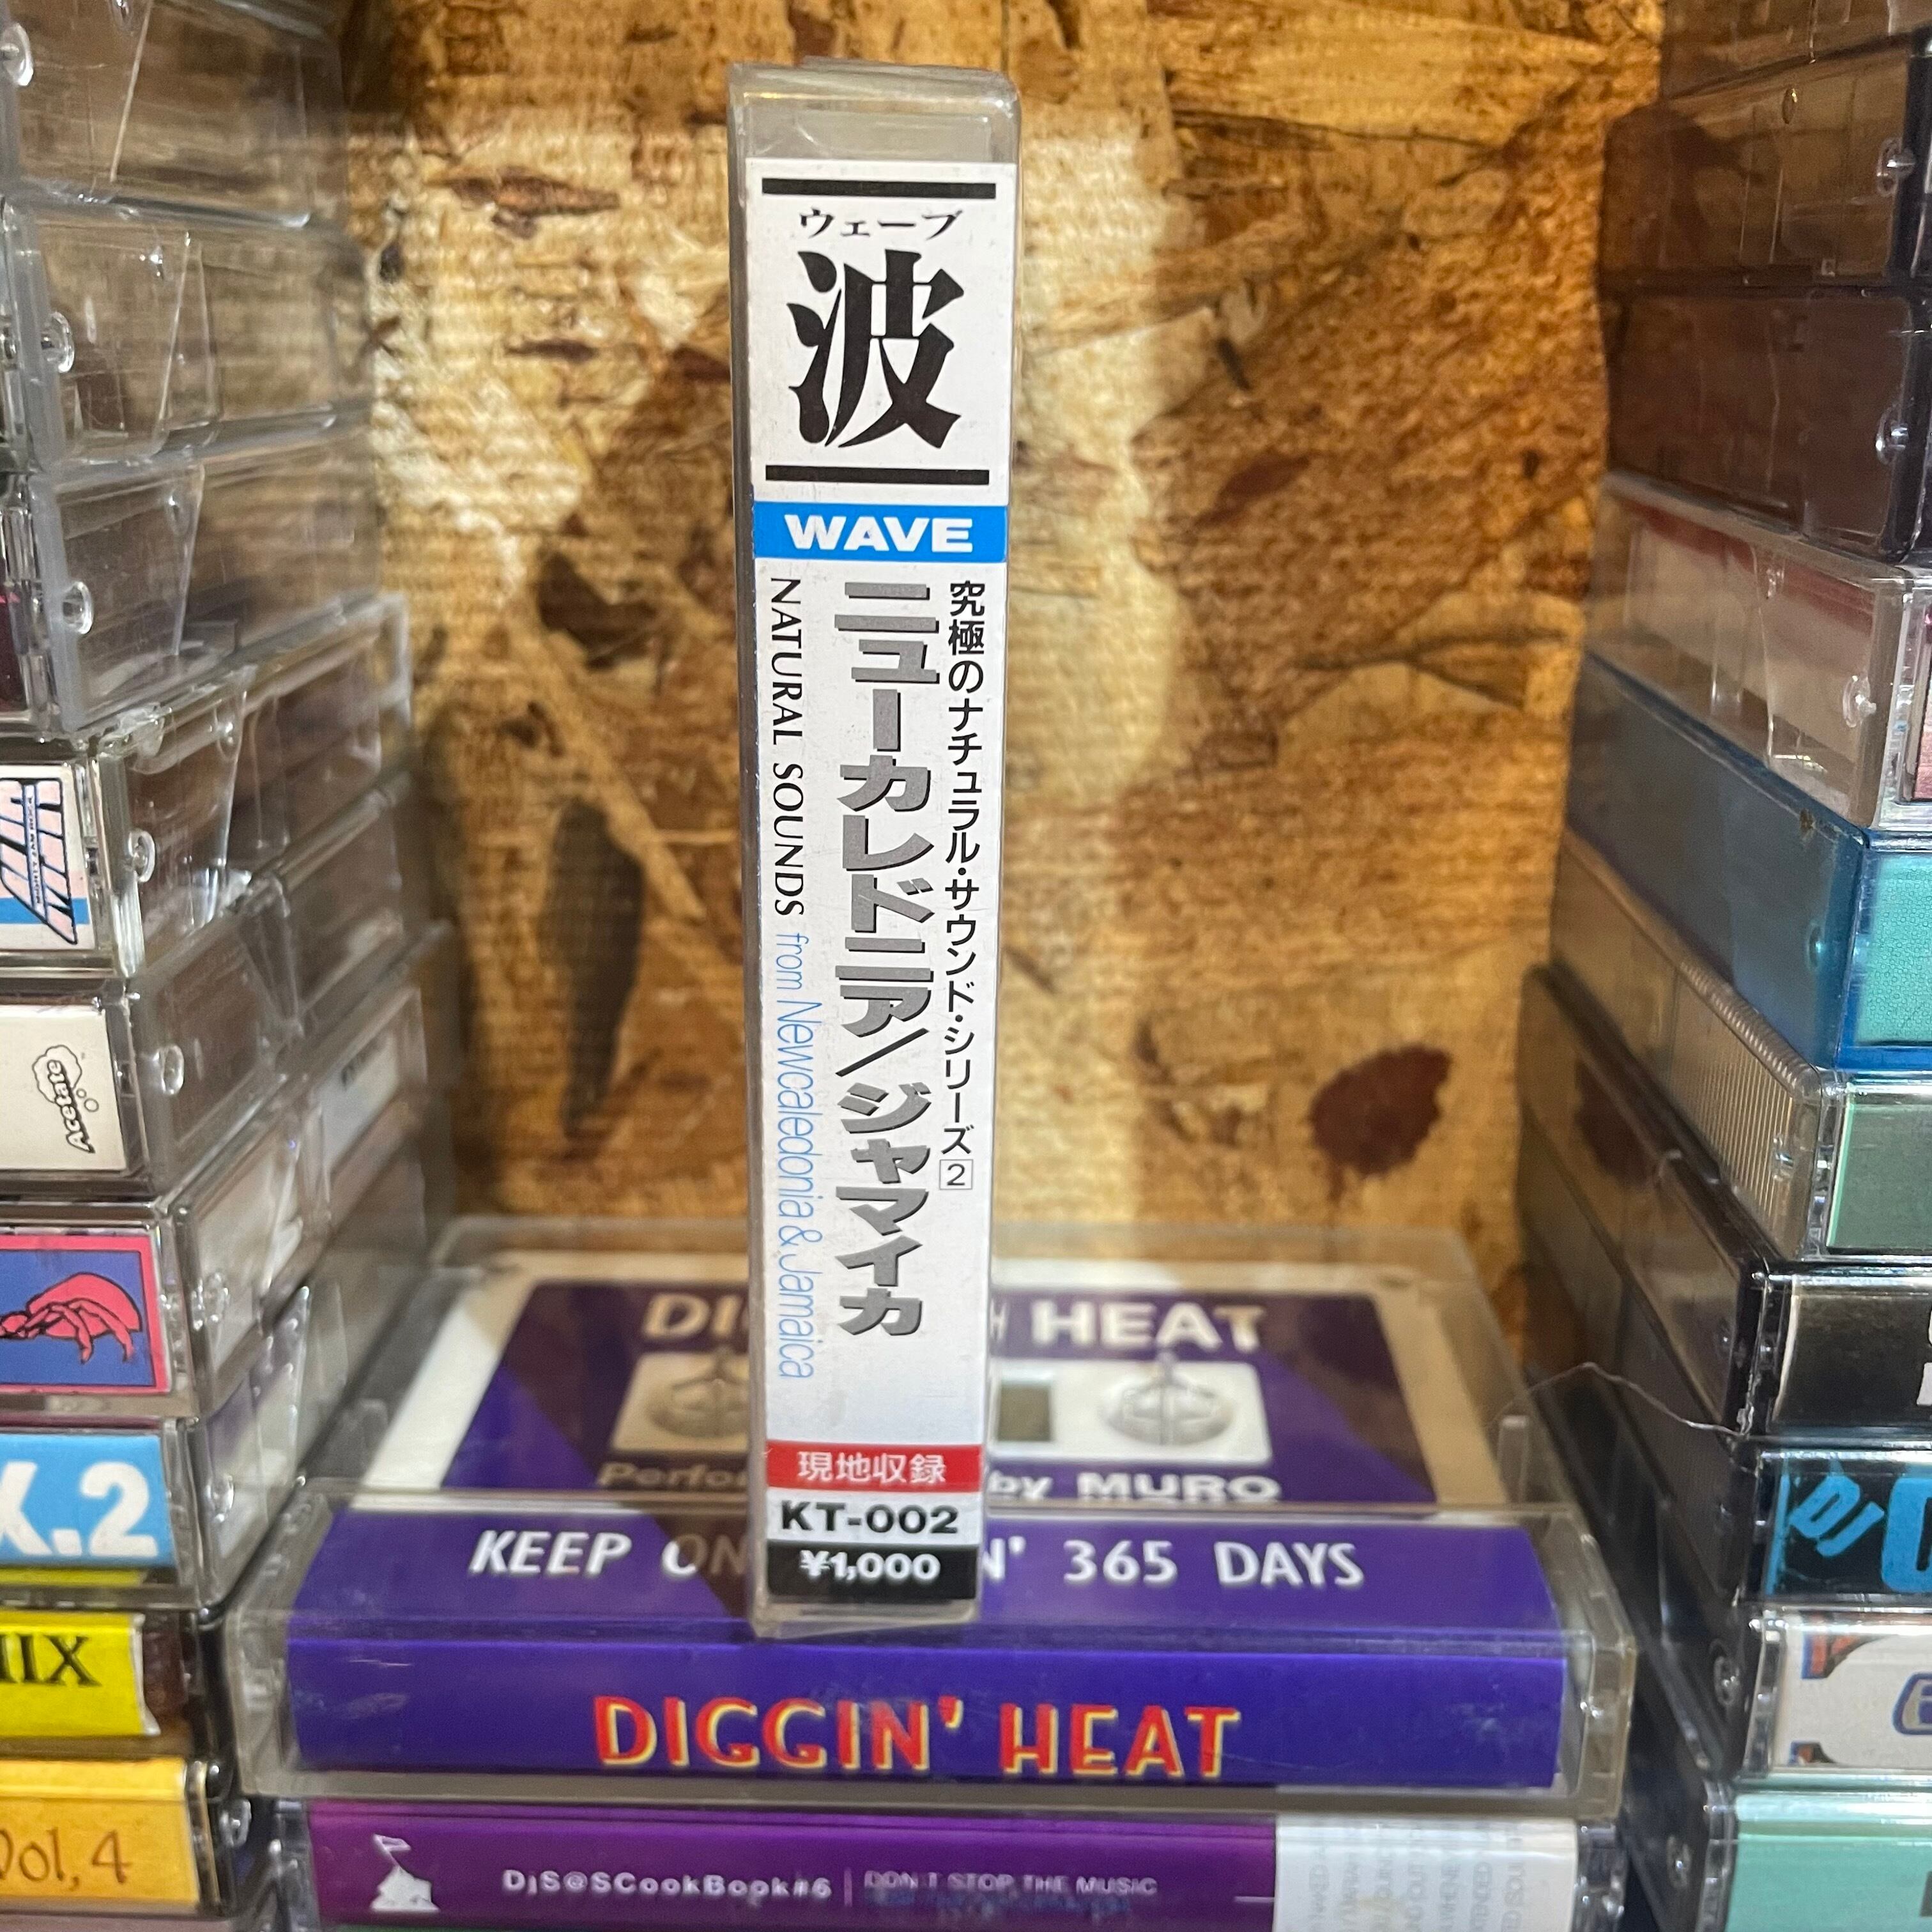 ウェーブ
波
WAVE
究極のナチュラル・サウンド・シリーズ2
ニューカレドニア/ジャマイカ
NATURAL SOUNDS from Newcaledonia & Jamaica
現地収録
KT-002
¥1,000
HEAT
by MURO
KEEP ON
N' 365 DAYS
DIGGIN' HEAT
DjS@SCookBook#6 | DON'T STOP THE MUSIC
Acetate
X.2
MIX
Vol, 4
DJ